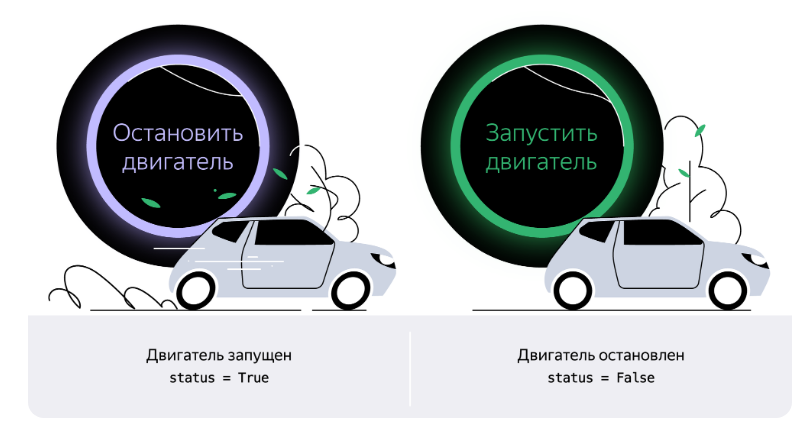 Остановить
двигатель
Запустить
двигатель
Двигатель запущен
status = True
Двигатель остановлен
status = False